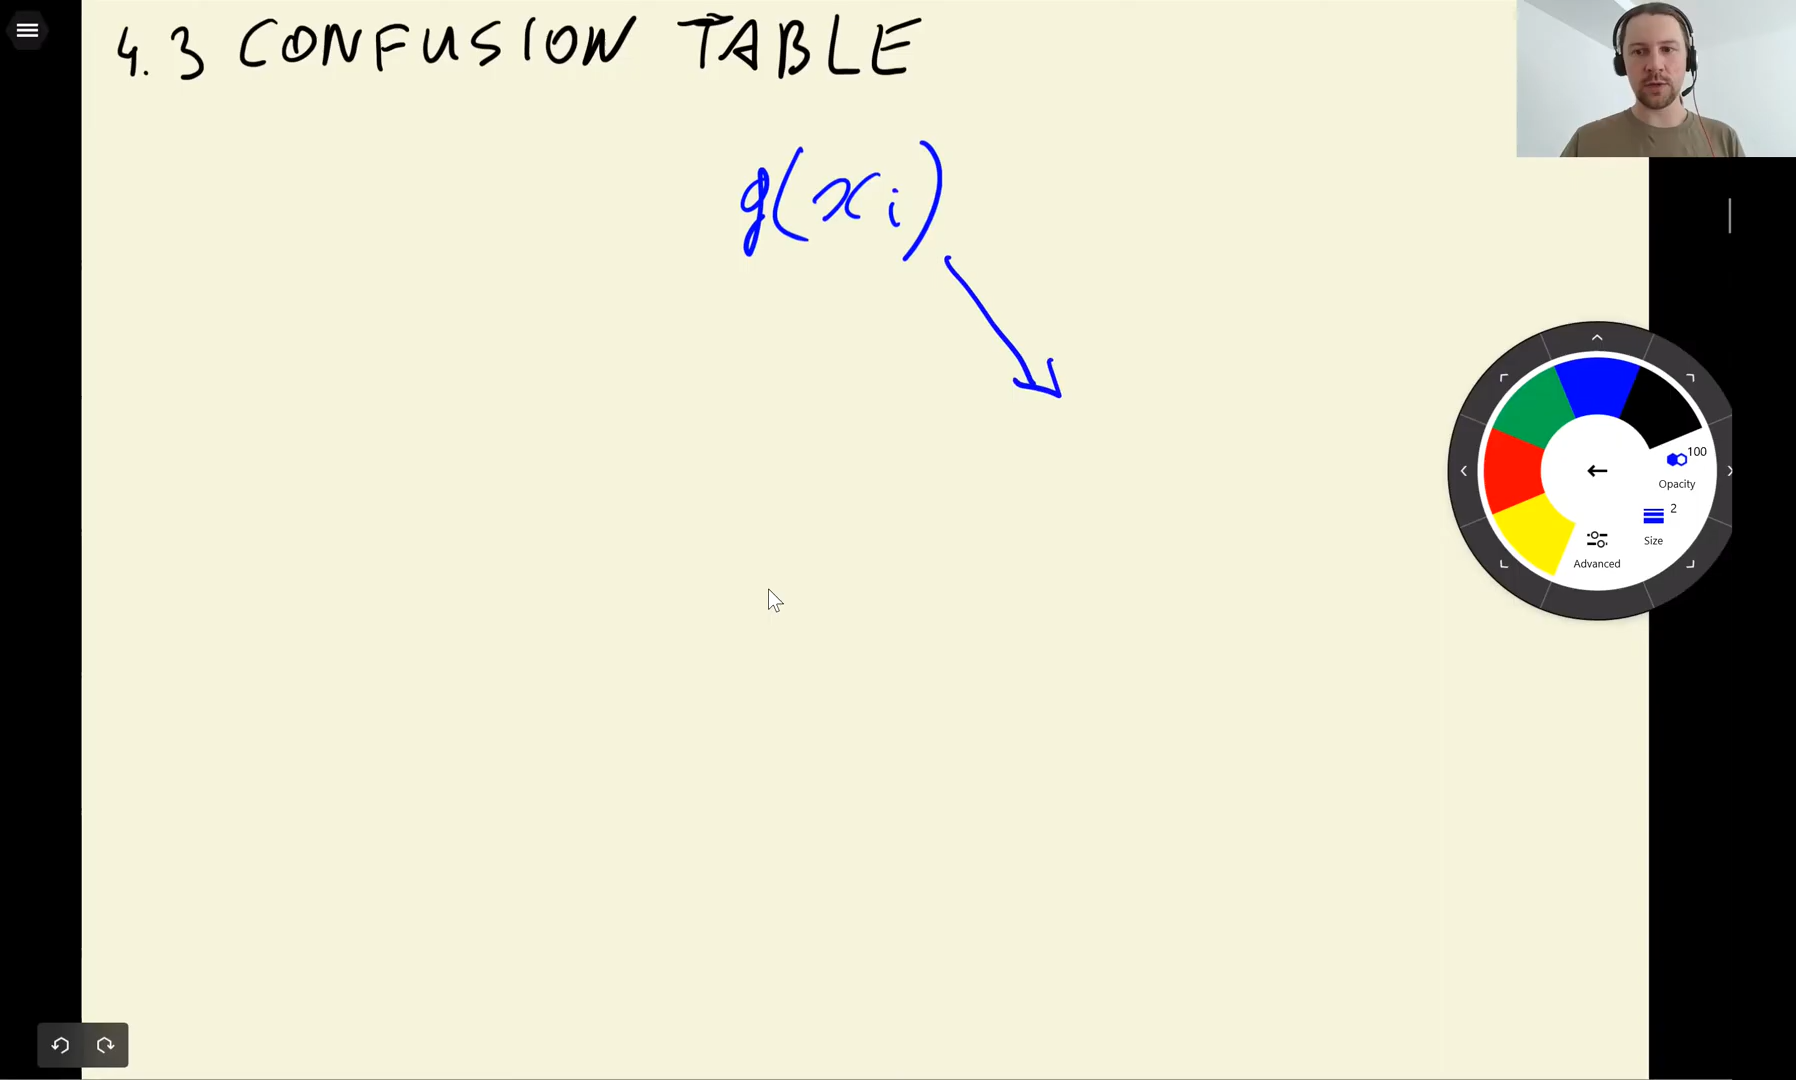 4.3 CONFUSION TABLE
g(xi)
100
Opacity
2
Size
Advanced